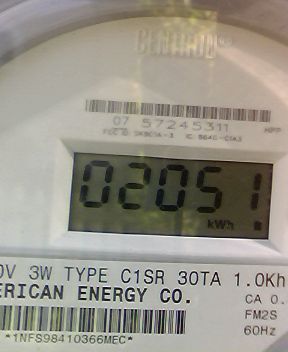 CENTRON®
07 57245311
HPP
02051
kWh
0V 3W TYPE C1SR 30TA 1.0Kh
ERICAN ENERGY CO.
CA 0.
FM2S
60Hz
*1NFS98410366MEC*